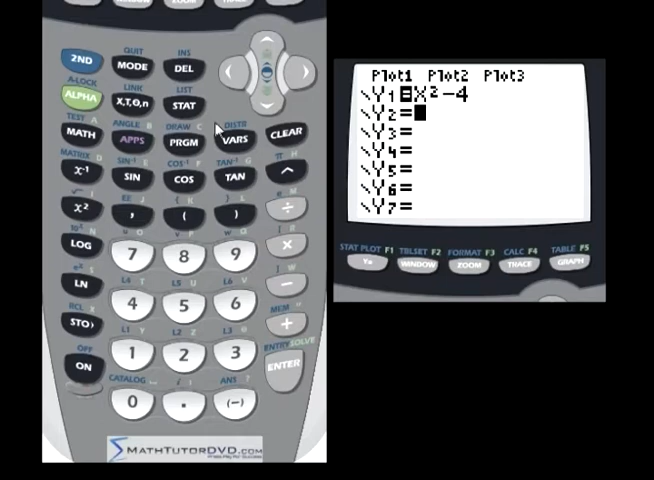 QUIT INS
2ND MODE DEL
A-LOCK LINK LIST
ALPHA X,T,Θ,n STAT
TEST A ANGLE B DRAW C DISTR
MATH APPS PRGM VARS CLEAR
MATRIX D SIN⁻¹ E COS⁻¹ F TAN⁻¹ G π H
X⁻¹ SIN COS TAN ^
√ I EE J { K } L e M
X² , ( ) ÷
10ˣ N u O v P w Q [ R
LOG 7 8 9 ×
eˣ S L4 T L5 U L6 V ] W
LN 4 5 6 −
RCL X L1 Y L2 Z L3 θ MEM "
STO› 1 2 3 +
OFF CATALOG i : ANS ? ENTRY SOLVE
ON 0 . (−) ENTER
MATHTUTORDVD.COM
Plot1 Plot2 Plot3
\Y1=X²−4
\Y2=
\Y3=
\Y4=
\Y5=
\Y6=
\Y7=
STAT PLOT F1 TBLSET F2 FORMAT F3 CALC F4 TABLE F5
Y= WINDOW ZOOM TRACE GRAPH